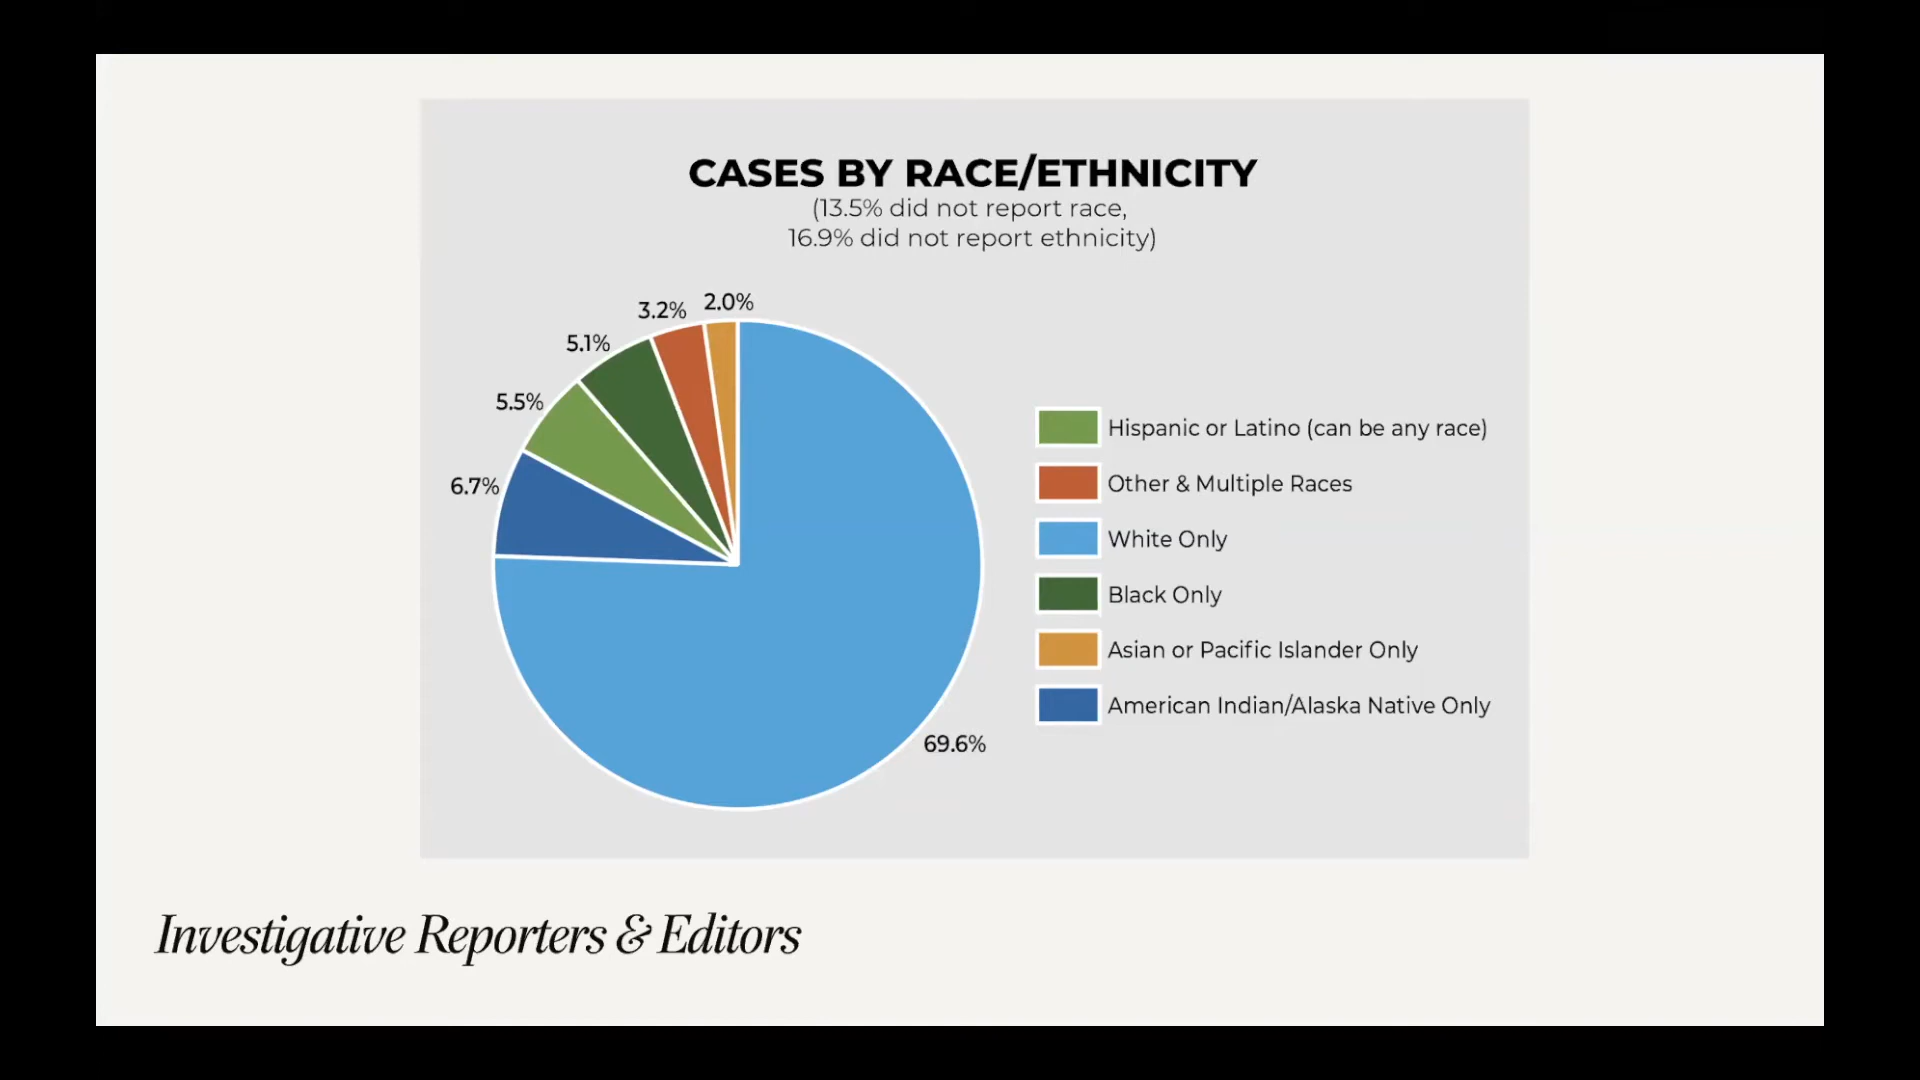 CASES BY RACE/ETHNICITY
(13.5% did not report race,
16.9% did not report ethnicity)
2.0%
3.2%
5.1%
5.5%
6.7%
69.6%
Hispanic or Latino (can be any race)
Other & Multiple Races
White Only
Black Only
Asian or Pacific Islander Only
American Indian/Alaska Native Only
Investigative Reporters & Editors